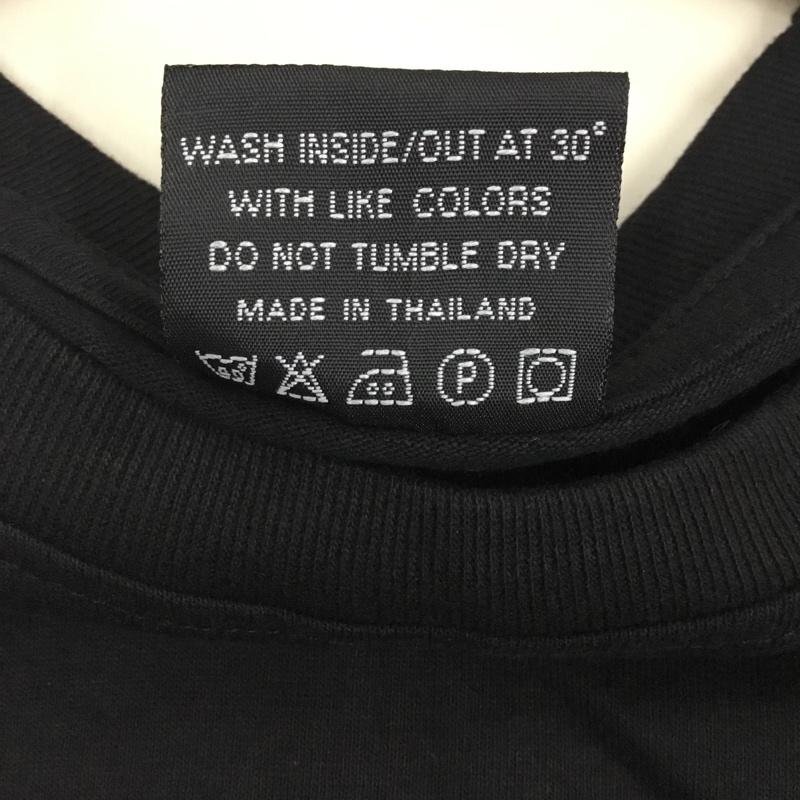 WASH INSIDE/OUT AT 30°
WITH LIKE COLORS
DO NOT TUMBLE DRY
MADE IN THAILAND
P